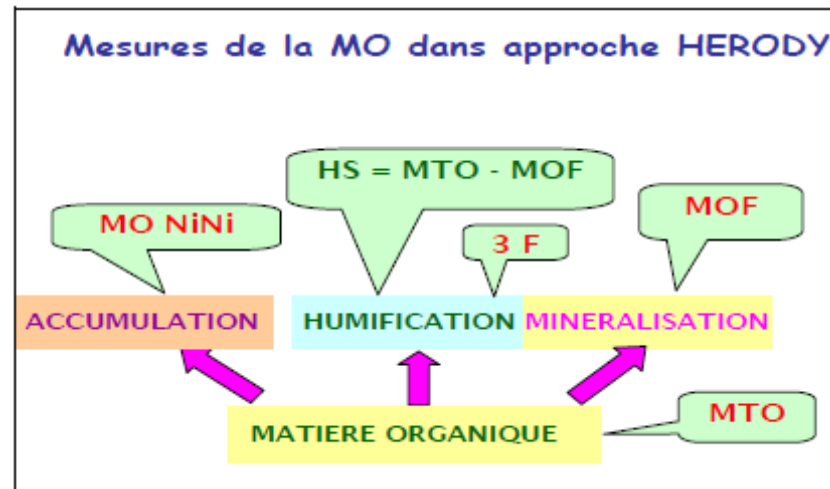 Mesures de la MO dans approche HERODY
HS = MTO - MOF
MOF
MO NiNi
3 F
ACCUMULATION
HUMIFICATION
MINERALISATION
MTO
MATIERE ORGANIQUE